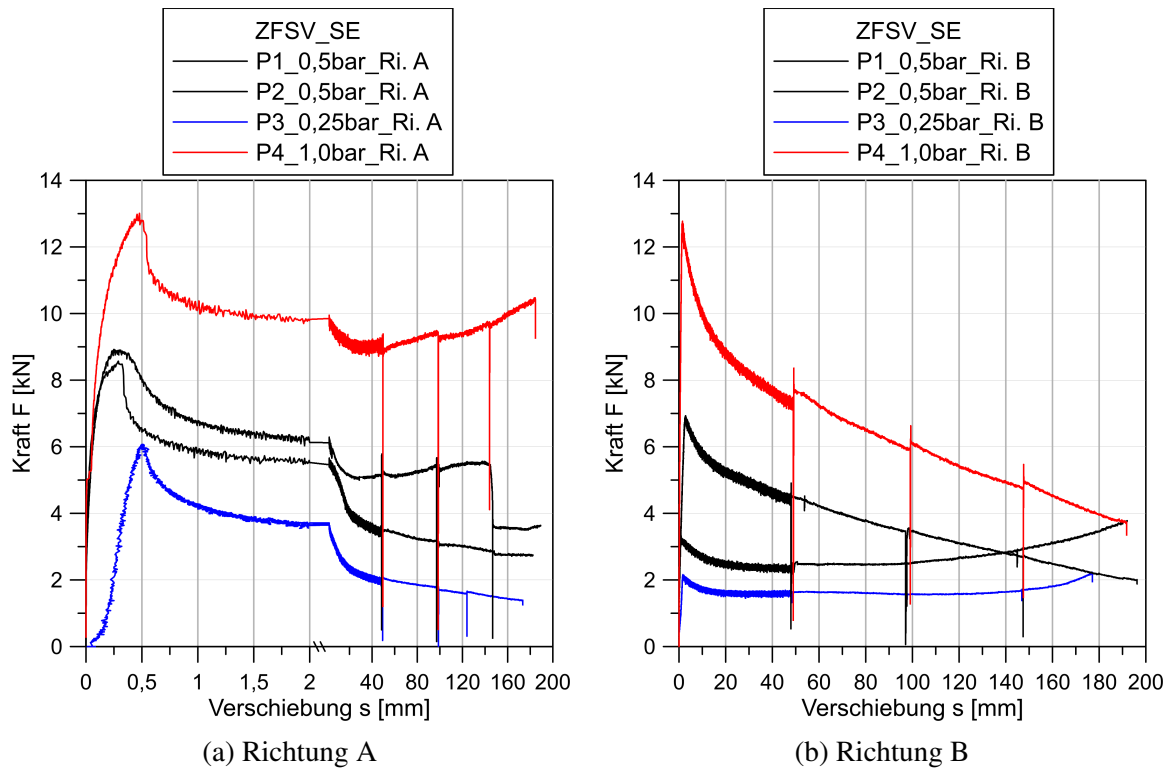 ZFSV_SE
P1_0,5bar_Ri. A
P2_0,5bar_Ri. A
P3_0,25bar_Ri. A
P4_1,0bar_Ri. A
14
12
10
8
6
4
2
0
Kraft F [kN]
0 0,5 1 1,5 2 40 80 120 160 200
Verschiebung s [mm]
(a) Richtung A
ZFSV_SE
P1_0,5bar_Ri. B
P2_0,5bar_Ri. B
P3_0,25bar_Ri. B
P4_1,0bar_Ri. B
14
12
10
8
6
4
2
0
Kraft F [kN]
0 20 40 60 80 100 120 140 160 180 200
Verschiebung s [mm]
(b) Richtung B